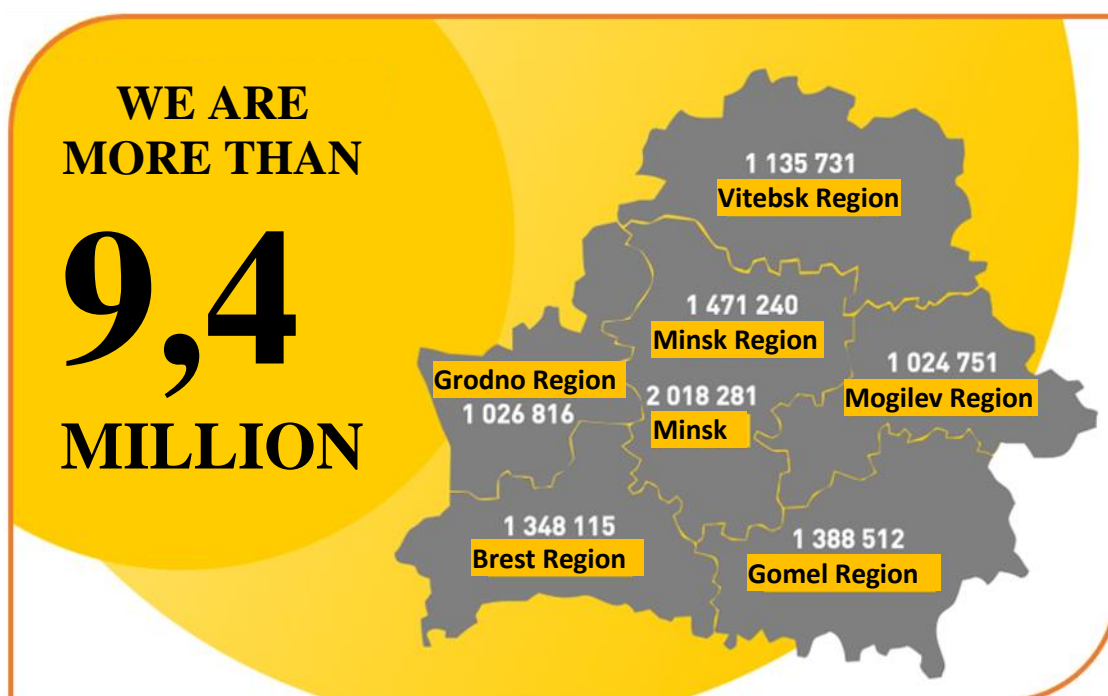 WE ARE
MORE THAN
9,4
MILLION
1 135 731
Vitebsk Region
1 471 240
Minsk Region
1 024 751
Mogilev Region
Grodno Region
1 026 816
2 018 281
Minsk
1 348 115
Brest Region
1 388 512
Gomel Region